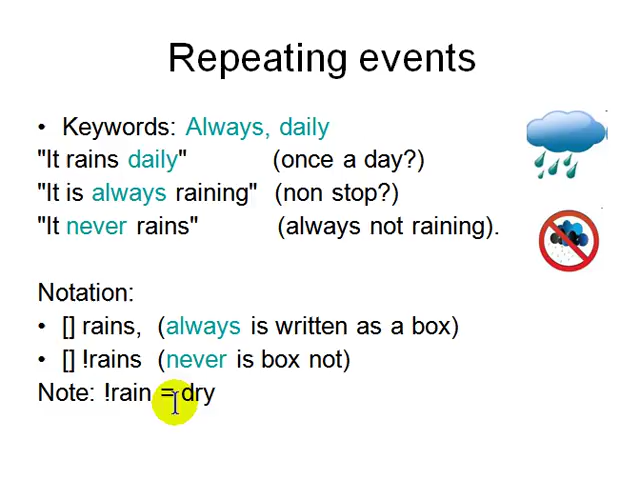 Repeating events
• Keywords: Always, daily
"It rains daily" (once a day?)
"It is always raining" (non stop?)
"It never rains" (always not raining).
Notation:
• [] rains, (always is written as a box)
• [] !rains (never is box not)
Note: !rain = dry